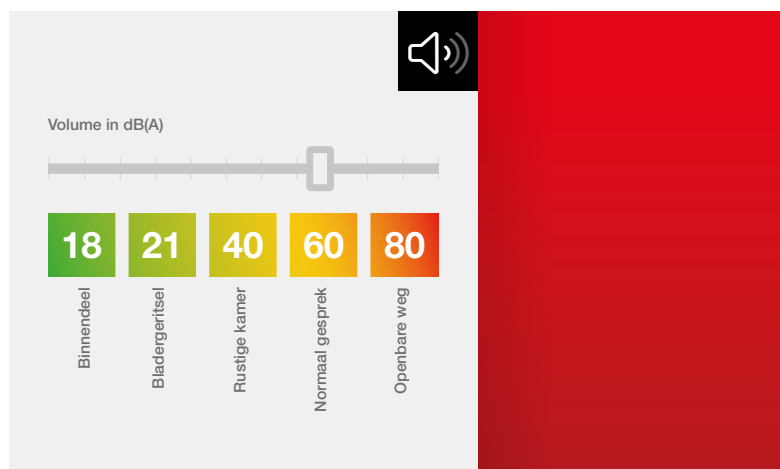 Volume in dB(A)
18 21 40 60 80
Binnendeel
Bladergeritsel
Rustige kamer
Normaal gesprek
Openbare weg